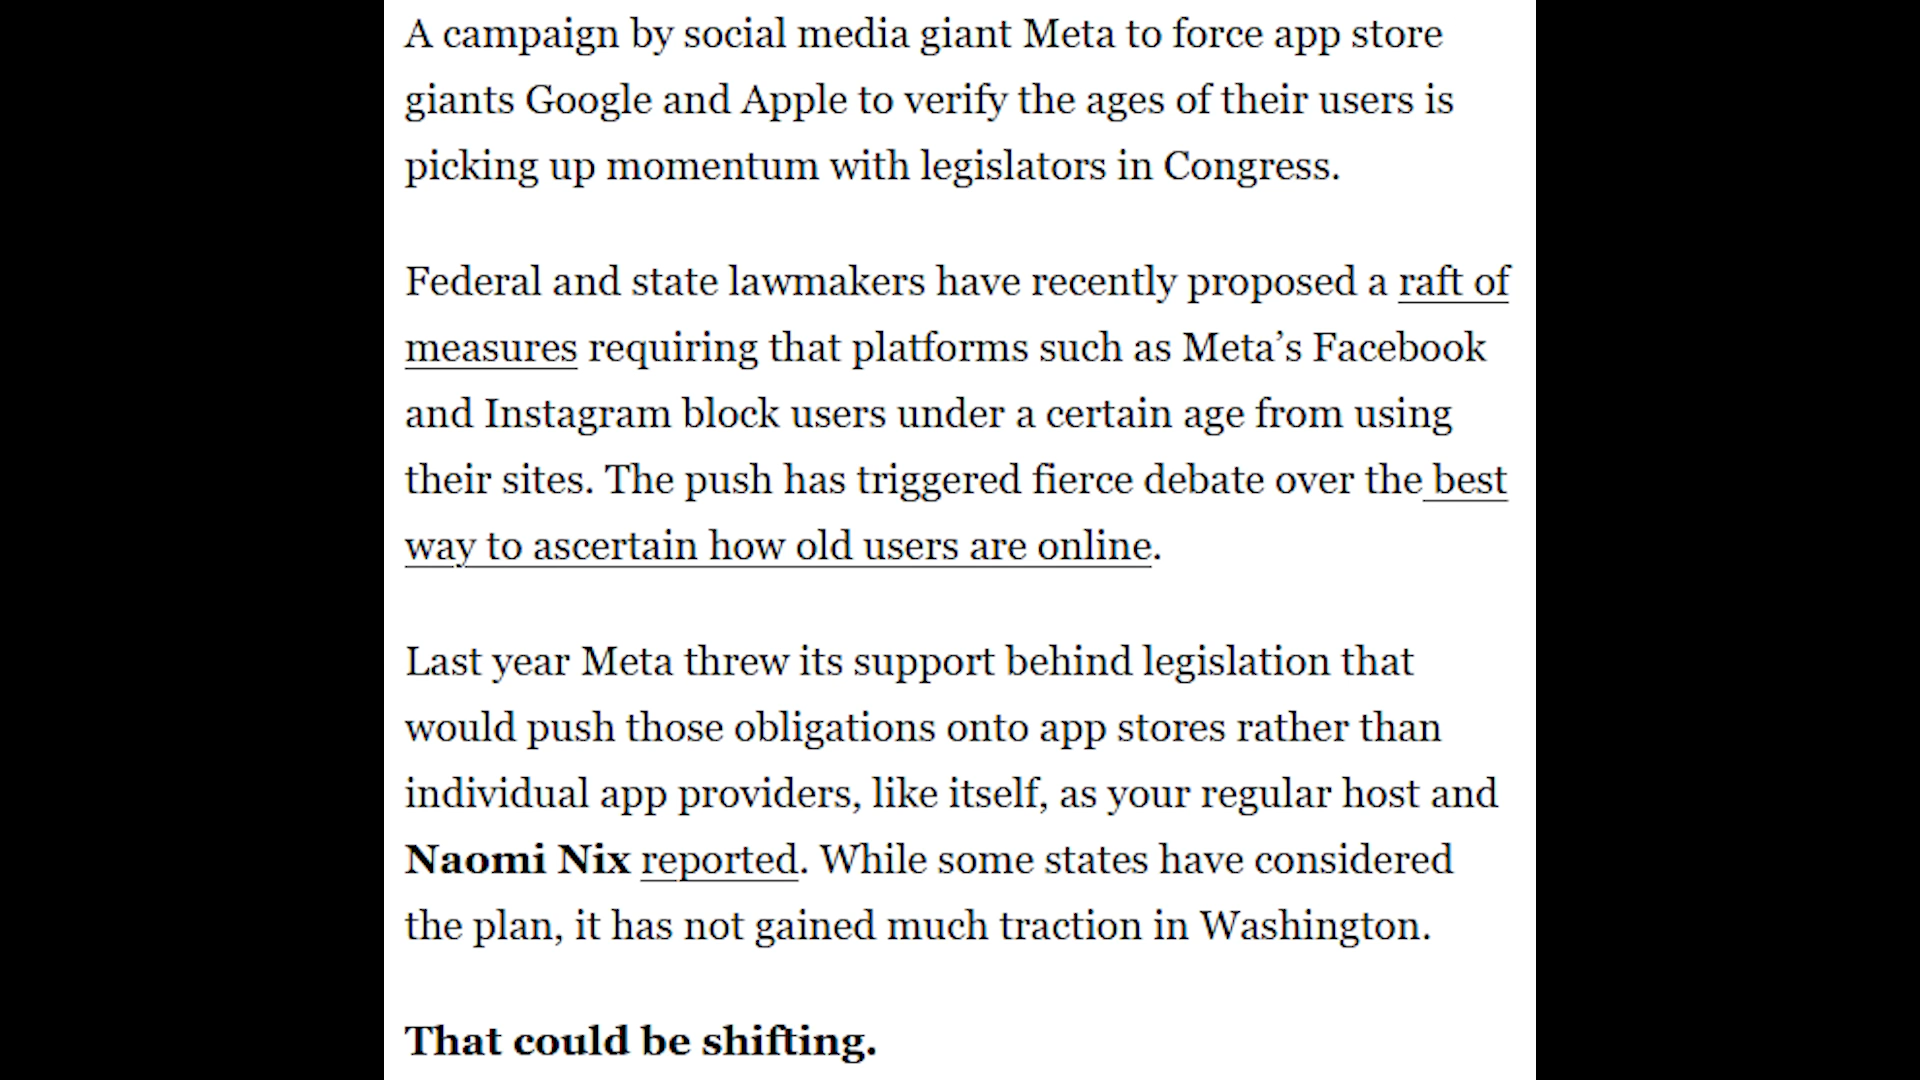 A campaign by social media giant Meta to force app store
giants Google and Apple to verify the ages of their users is
picking up momentum with legislators in Congress.
Federal and state lawmakers have recently proposed a raft of
measures requiring that platforms such as Meta’s Facebook
and Instagram block users under a certain age from using
their sites. The push has triggered fierce debate over the best
way to ascertain how old users are online.
Last year Meta threw its support behind legislation that
would push those obligations onto app stores rather than
individual app providers, like itself, as your regular host and
Naomi Nix reported. While some states have considered
the plan, it has not gained much traction in Washington.
That could be shifting.